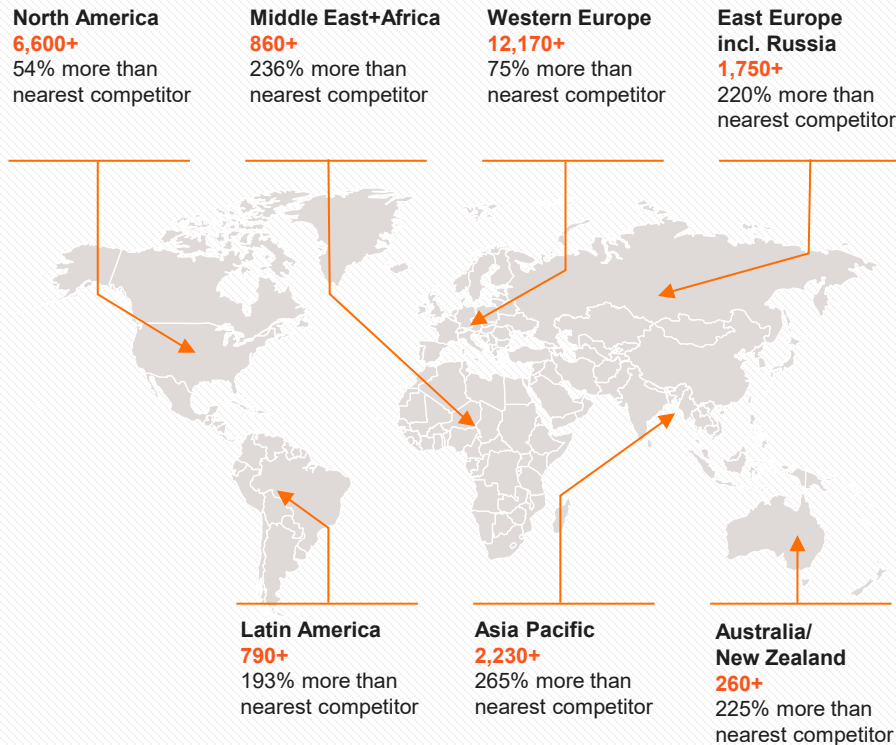 North America
6,600+
54% more than
nearest competitor
Middle East+Africa
860+
236% more than
nearest competitor
Western Europe
12,170+
75% more than
nearest competitor
East Europe
incl. Russia
1,750+
220% more than
nearest competitor
Latin America
790+
193% more than
nearest competitor
Asia Pacific
2,230+
265% more than
nearest competitor
Australia/
New Zealand
260+
225% more than
nearest competitor